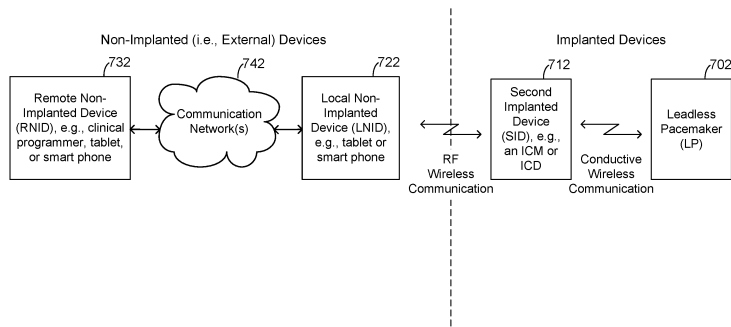 Non-Implanted (i.e., External) Devices
Implanted Devices
732
742
722
712
702
Remote Non-
Implanted Device
(RNID), e.g., clinical
programmer, tablet,
or smart phone
Communication
Network(s)
Local Non-
Implanted
Device (LNID),
e.g., tablet or
smart phone
RF
Wireless
Communication
Second
Implanted
Device
(SID), e.g.,
an ICM or
ICD
Conductive
Wireless
Communication
Leadless
Pacemaker
(LP)